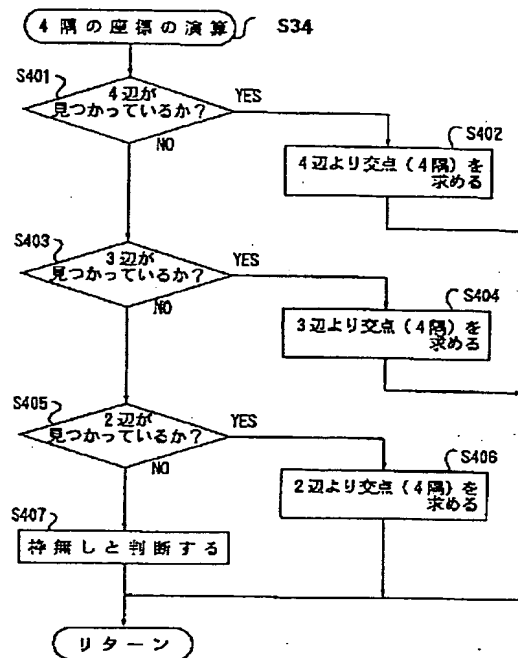 4隅の座標の演算 S34
S401
4辺が
見つかっているか?
YES
NO
S402
4辺より交点(4隅)を
求める
S403
3辺が
見つかっているか?
YES
NO
S404
3辺より交点(4隅)を
求める
S405
2辺が
見つかっているか?
YES
NO
S406
2辺より交点(4隅)を
求める
S407
枠無しと判断する
リターン